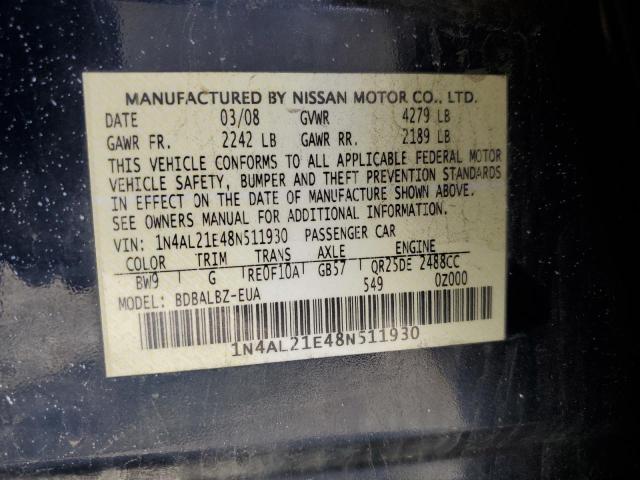 MANUFACTURED BY NISSAN MOTOR CO., LTD.
DATE 03/08 GVWR 4279 LB
GAWR FR. 2242 LB GAWR RR. 2189 LB
THIS VEHICLE CONFORMS TO ALL APPLICABLE FEDERAL MOTOR
VEHICLE SAFETY, BUMPER AND THEFT PREVENTION STANDARDS
IN EFFECT ON THE DATE OF MANUFACTURE SHOWN ABOVE.
SEE OWNERS MANUAL FOR ADDITIONAL INFORMATION.
VIN: 1N4AL21E48N511930 PASSENGER CAR
COLOR TRIM TRANS AXLE ENGINE
BW9 G RE0F10A GB57 QR25DE 2488CC
MODEL: BDBALBZ-EUA 549 0Z000
1N4AL21E48N511930